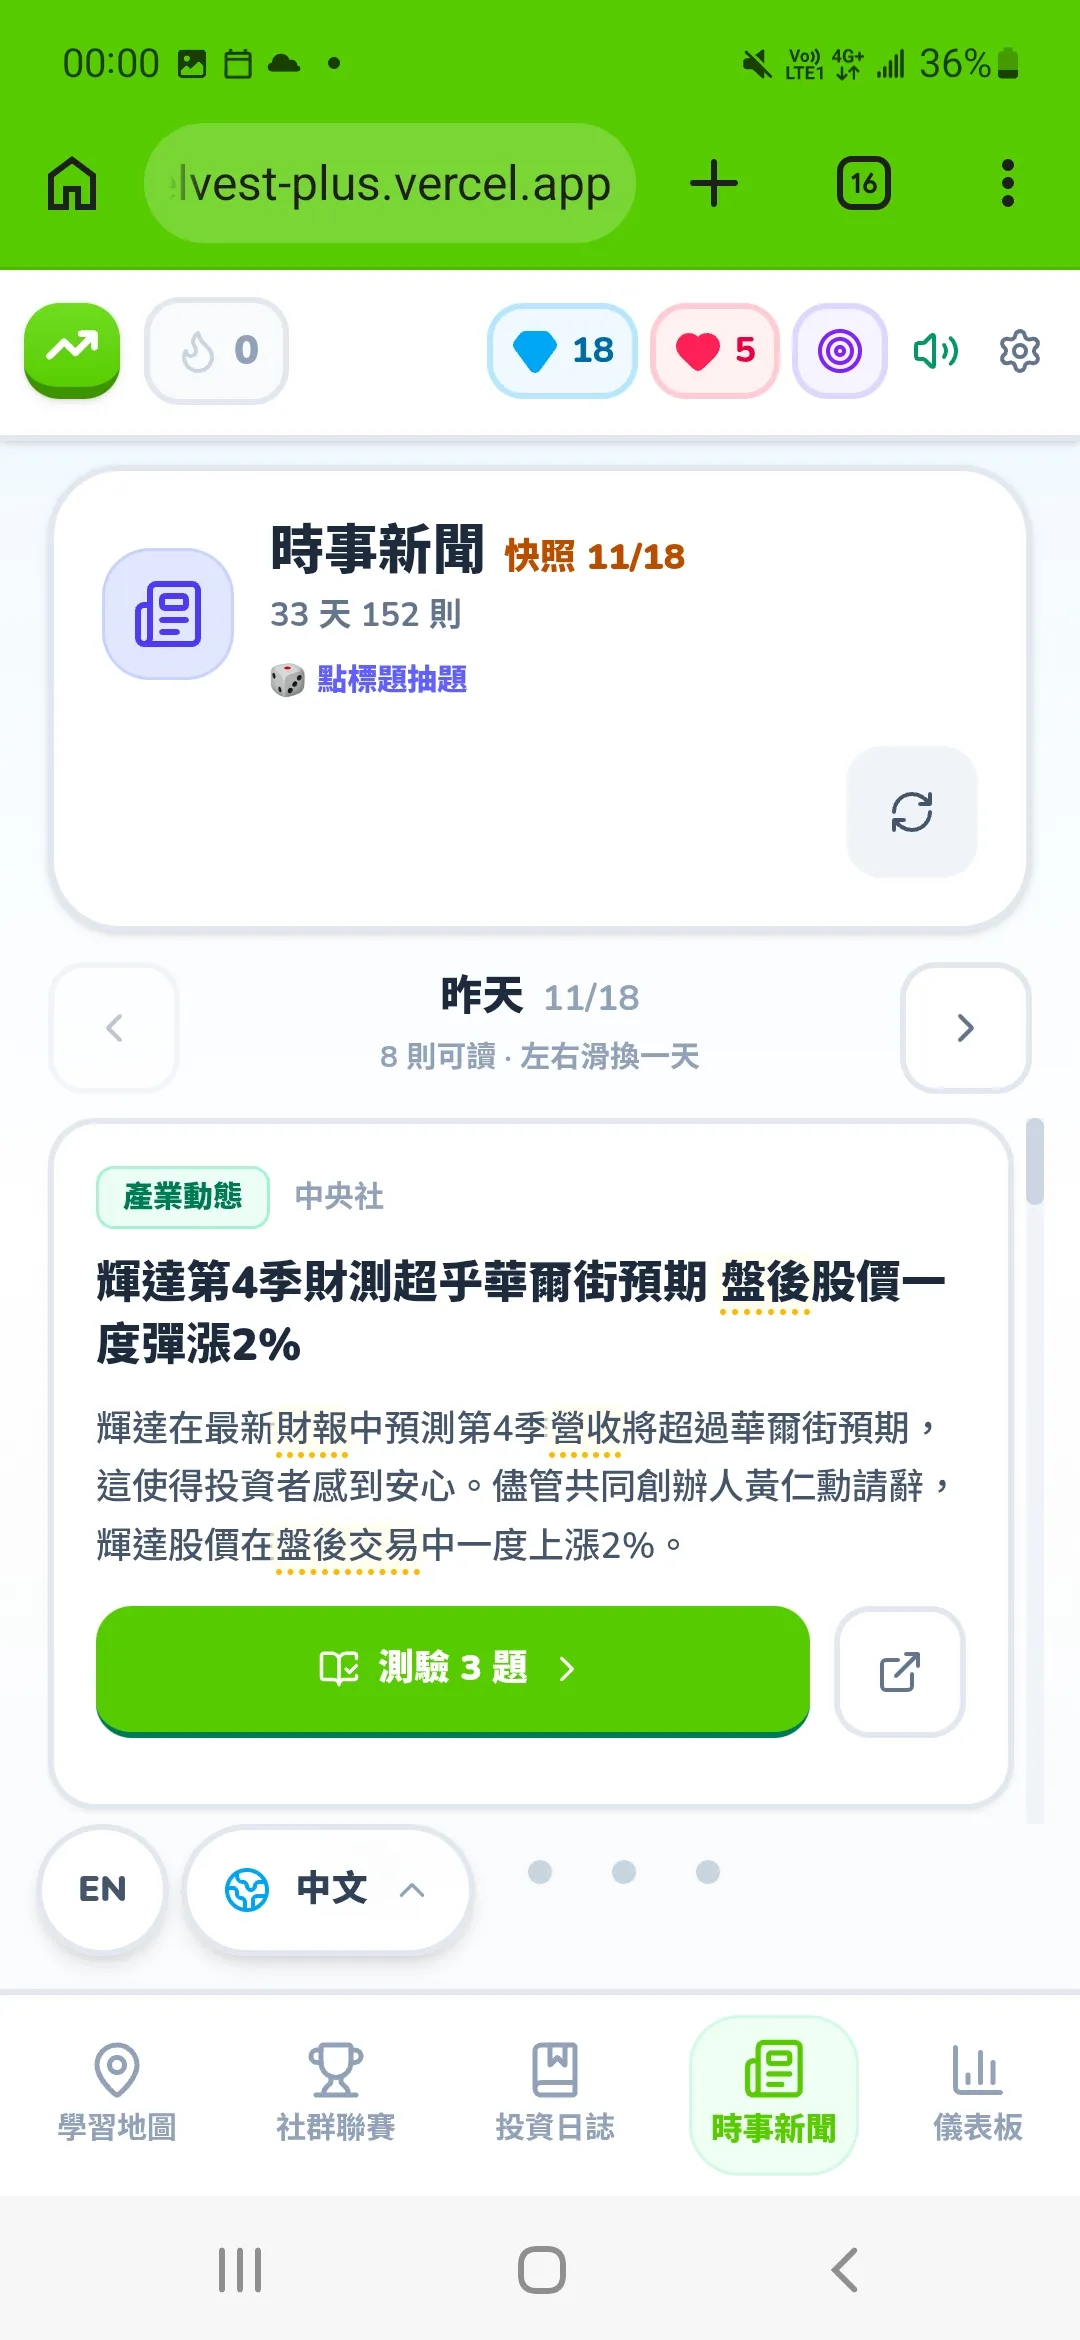 00:00
Vo)) LTE1 4G+ 36%
lvest-plus.vercel.app
16
0
18
5
時事新聞 快照 11/18
33 天 152 則
點標題抽題
昨天 11/18
8 則可讀 · 左右滑換一天
產業動態 中央社
輝達第4季財測超乎華爾街預期 盤後股價一
度彈漲2%
輝達在最新財報中預測第4季營收將超過華爾街預期，
這使得投資者感到安心。儘管共同創辦人黃仁勳請辭，
輝達股價在盤後交易中一度上漲2%。
測驗 3 題
EN
中文
學習地圖
社群聯賽
投資日誌
時事新聞
儀表板